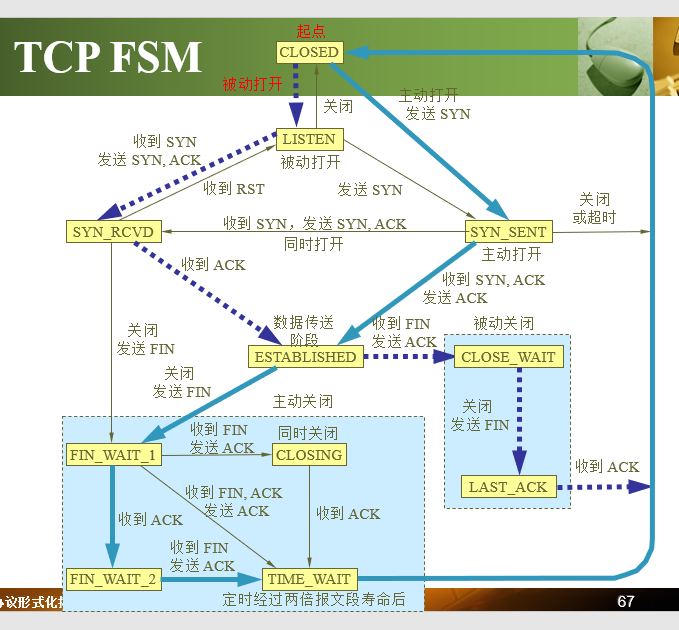 起点
TCP FSM
CLOSED
被动打开
关闭
主动打开
发送 SYN
收到 SYN
发送 SYN, ACK
LISTEN
被动打开
收到 RST
发送 SYN
关闭
或超时
SYN_RCVD
收到 SYN，发送 SYN, ACK
同时打开
SYN_SENT
主动打开
收到 ACK
收到 SYN, ACK
发送 ACK
数据传送
阶段
收到 FIN
发送 ACK
被动关闭
关闭
发送 FIN
ESTABLISHED
CLOSE_WAIT
关闭
发送 FIN
主动关闭
关闭
发送 FIN
收到 FIN
发送 ACK
同时关闭
FIN_WAIT_1
CLOSING
收到 ACK
LAST_ACK
收到 FIN, ACK
发送 ACK
收到 ACK
收到 ACK
收到 FIN
发送 ACK
FIN_WAIT_2
TIME_WAIT
定时经过两倍报文段寿命后
议形式化
67